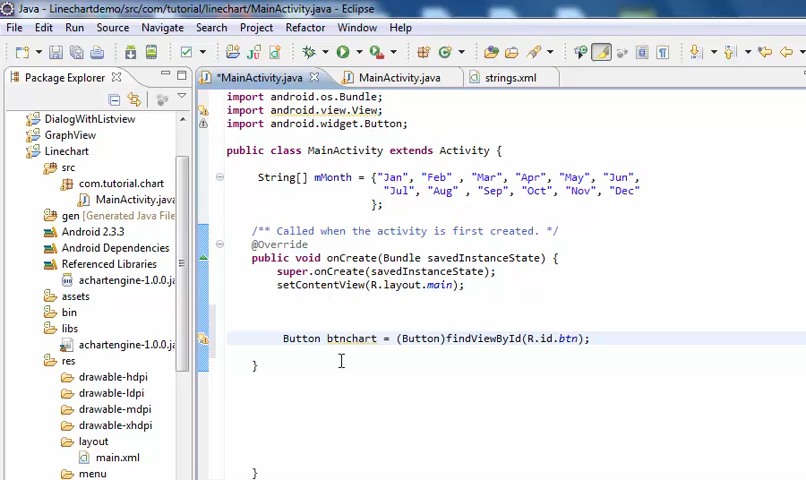 Java - Linechartdemo/src/com/tutorial/linechart/MainActivity.java - Eclipse
File Edit Run Source Navigate Search Project Refactor Window Help
Package Explorer
*MainActivity.java
MainActivity.java
strings.xml
DialogWithListview
GraphView
Linechart
src
com.tutorial.chart
MainActivity.java
gen [Generated Java File
Android 2.3.3
Android Dependencies
Referenced Libraries
achartengine-1.0.0.j
assets
bin
libs
achartengine-1.0.0.j
res
drawable-hdpi
drawable-ldpi
drawable-mdpi
drawable-xhdpi
layout
main.xml
menu
import android.os.Bundle;
import android.view.View;
import android.widget.Button;
public class MainActivity extends Activity {
String[] mMonth = {"Jan", "Feb" , "Mar", "Apr", "May", "Jun",
"Jul", "Aug" , "Sep", "Oct", "Nov", "Dec"
};
/** Called when the activity is first created. */
@Override
public void onCreate(Bundle savedInstanceState) {
super.onCreate(savedInstanceState);
setContentView(R.layout.main);
Button btnchart = (Button)findViewById(R.id.btn);
}
}